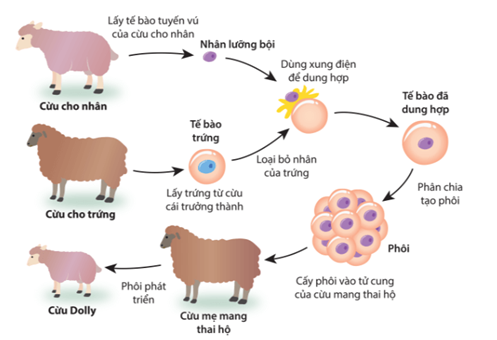 Lấy tế bào tuyến vú
của cừu cho nhân
Nhân lưỡng bội
Cừu cho nhân
Dùng xung điện
để dung hợp
Tế bào đã
dung hợp
Tế bào
trứng
Loại bỏ nhân
của trứng
Lấy trứng từ cừu
cái trưởng thành
Cừu cho trứng
Phân chia
tạo phôi
Phôi
Cấy phôi vào tử cung
của cừu mang thai hộ
Phôi phát
triển
Cừu Dolly
Cừu mẹ mang
thai hộ